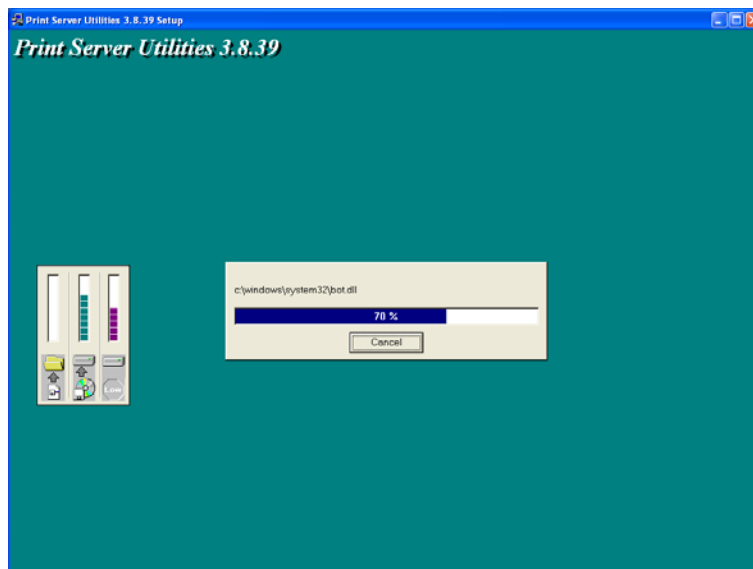 Print Server Utilities 3.8.39 Setup
Print Server Utilities 3.8.39
c:\windows\system32\bot.dll
70 %
Cancel
Low